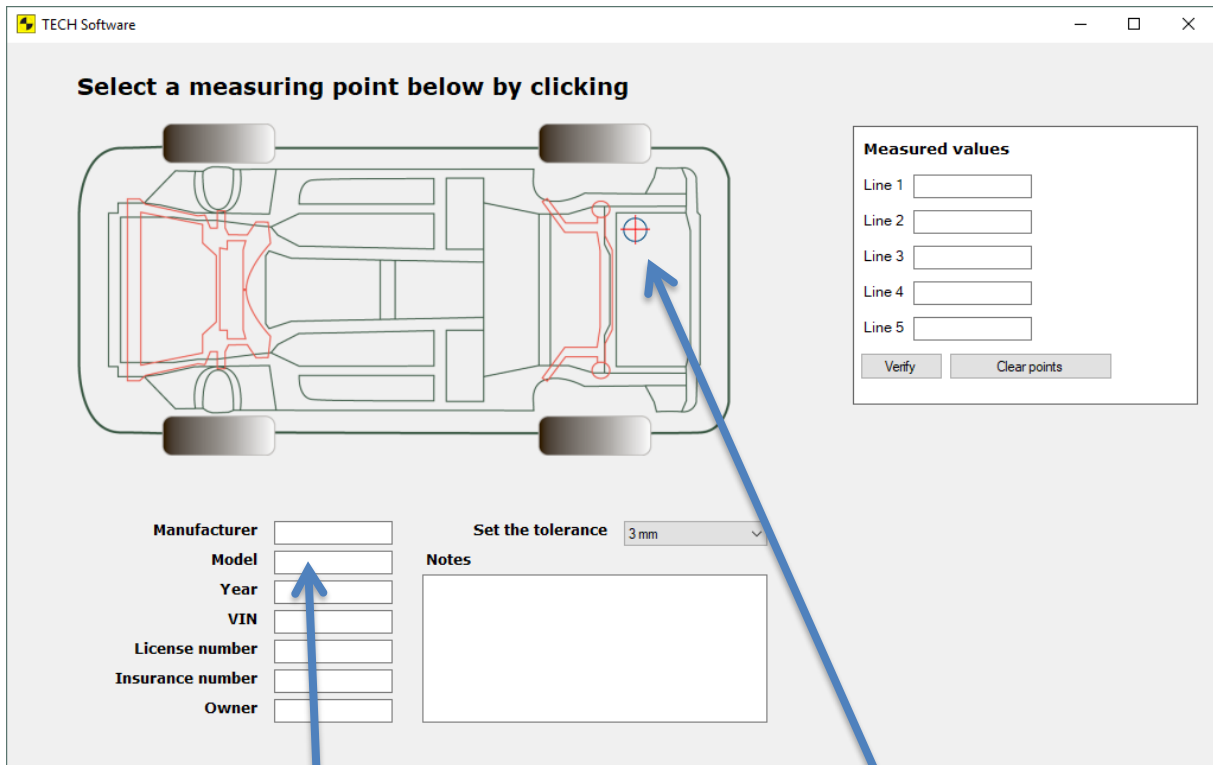 TECH Software
Select a measuring point below by clicking
Measured values
Line 1
Line 2
Line 3
Line 4
Line 5
Verify Clear points
Manufacturer
Set the tolerance 3 mm
Model
Notes
Year
VIN
License number
Insurance number
Owner